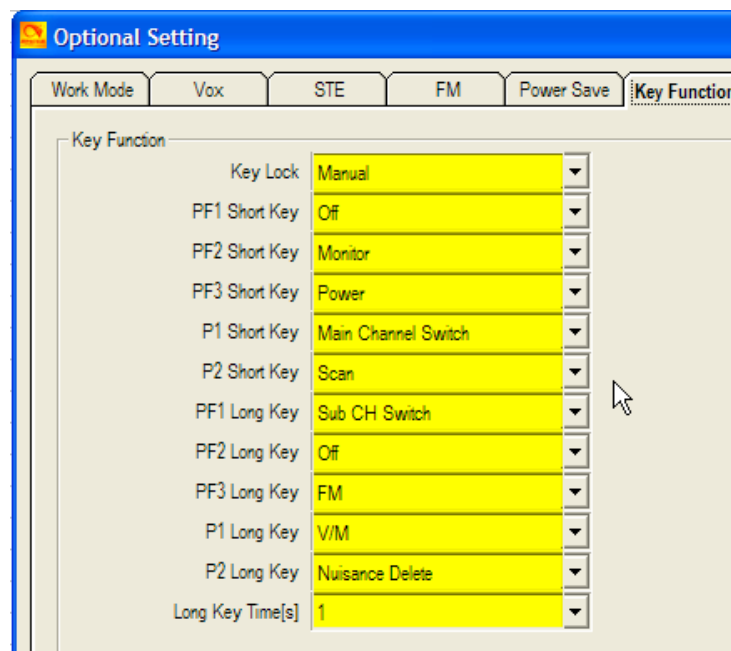 Optional Setting
Work Mode Vox STE FM Power Save Key Function
Key Function
Key Lock Manual
PF1 Short Key Off
PF2 Short Key Monitor
PF3 Short Key Power
P1 Short Key Main Channel Switch
P2 Short Key Scan
PF1 Long Key Sub CH Switch
PF2 Long Key Off
PF3 Long Key FM
P1 Long Key V/M
P2 Long Key Nuisance Delete
Long Key Time[s] 1